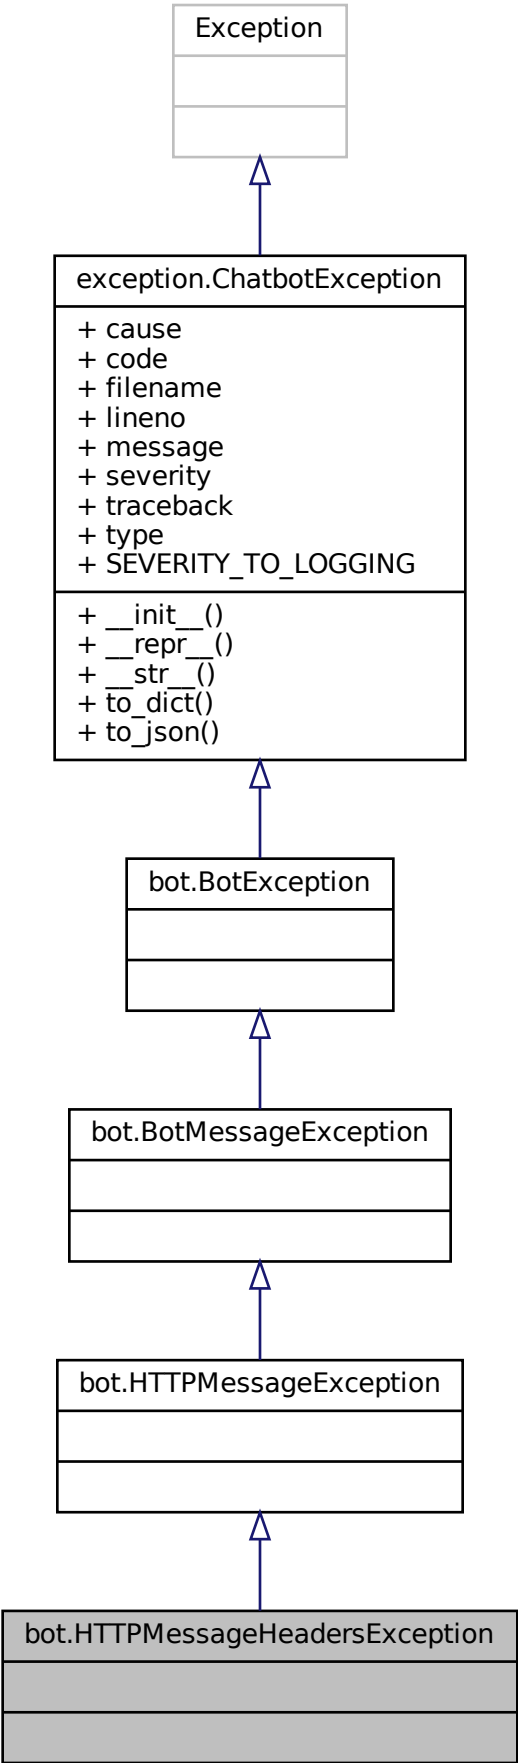 Exception
exception.ChatbotException
+ cause
+ code
+ filename
+ lineno
+ message
+ severity
+ traceback
+ type
+ SEVERITY_TO_LOGGING
+ __init__()
+ __repr__()
+ __str__()
+ to_dict()
+ to_json()
bot.BotException
bot.BotMessageException
bot.HTTPMessageException
bot.HTTPMessageHeadersException